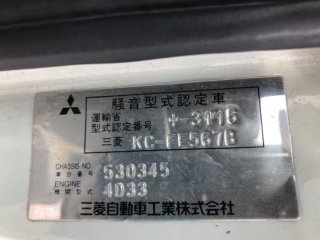 騒音型式認定車
運輸省
型式認定番号 ナ-3115
三菱 KC-FE567B
CHASSIS NO.
車台番号 530345
ENGINE
機関型式 4D33
三菱自動車工業株式会社